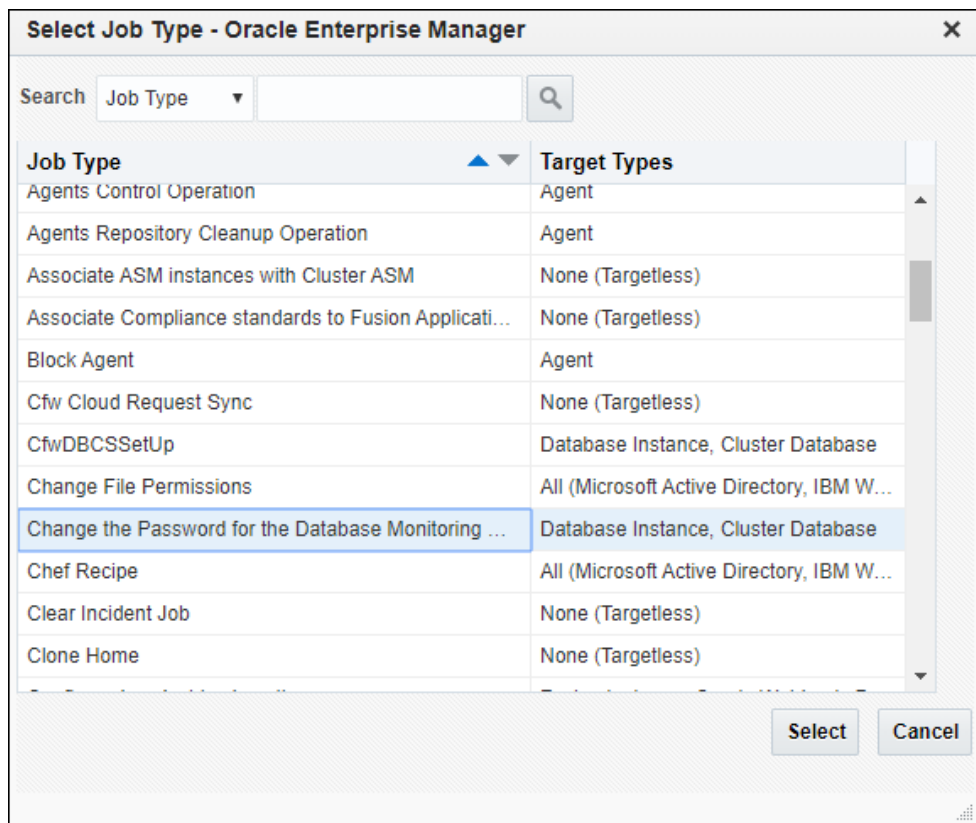 Select Job Type - Oracle Enterprise Manager
Search Job Type
Job Type Target Types
Agents Control Operation Agent
Agents Repository Cleanup Operation Agent
Associate ASM instances with Cluster ASM None (Targetless)
Associate Compliance standards to Fusion Applicati... None (Targetless)
Block Agent Agent
Cfw Cloud Request Sync None (Targetless)
CfwDBCSSetUp Database Instance, Cluster Database
Change File Permissions All (Microsoft Active Directory, IBM W...
Change the Password for the Database Monitoring ... Database Instance, Cluster Database
Chef Recipe All (Microsoft Active Directory, IBM W...
Clear Incident Job None (Targetless)
Clone Home None (Targetless)
Select Cancel